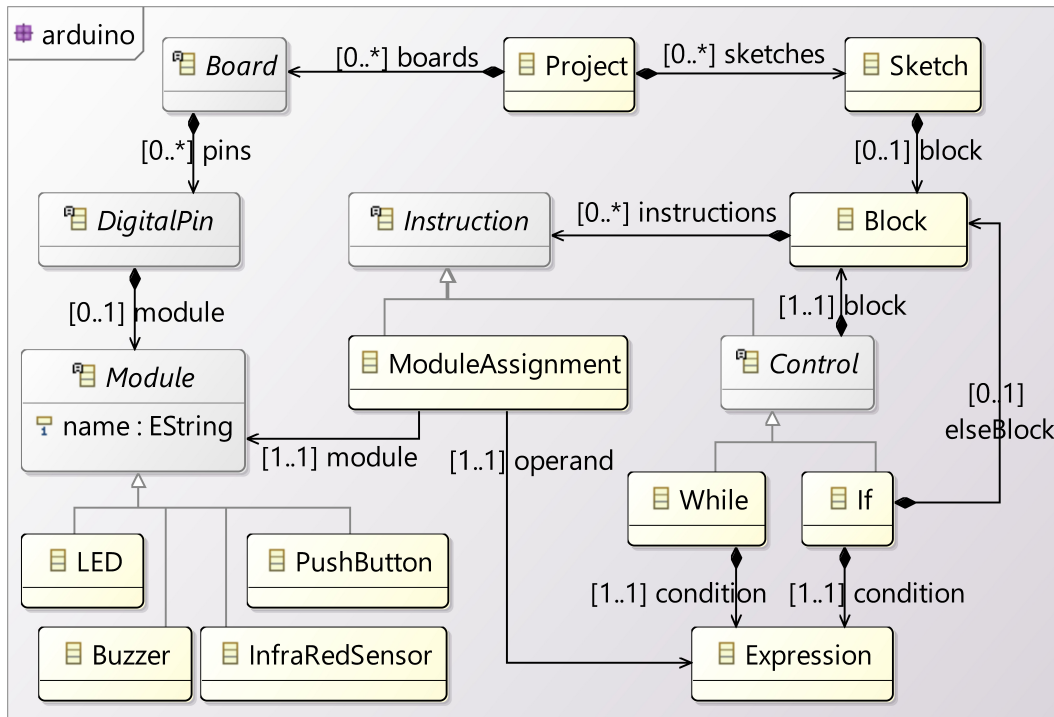 arduino
Board
[0..*] boards
Project
[0..*] sketches
Sketch
[0..*] pins
[0..1] block
DigitalPin
Instruction
[0..*] instructions
Block
[0..1] module
[1..1] block
Module
name : EString
ModuleAssignment
Control
[0..1]
elseBlock
[1..1] module
[1..1] operand
While
If
LED
PushButton
[1..1] condition
[1..1] condition
Buzzer
InfraRedSensor
Expression